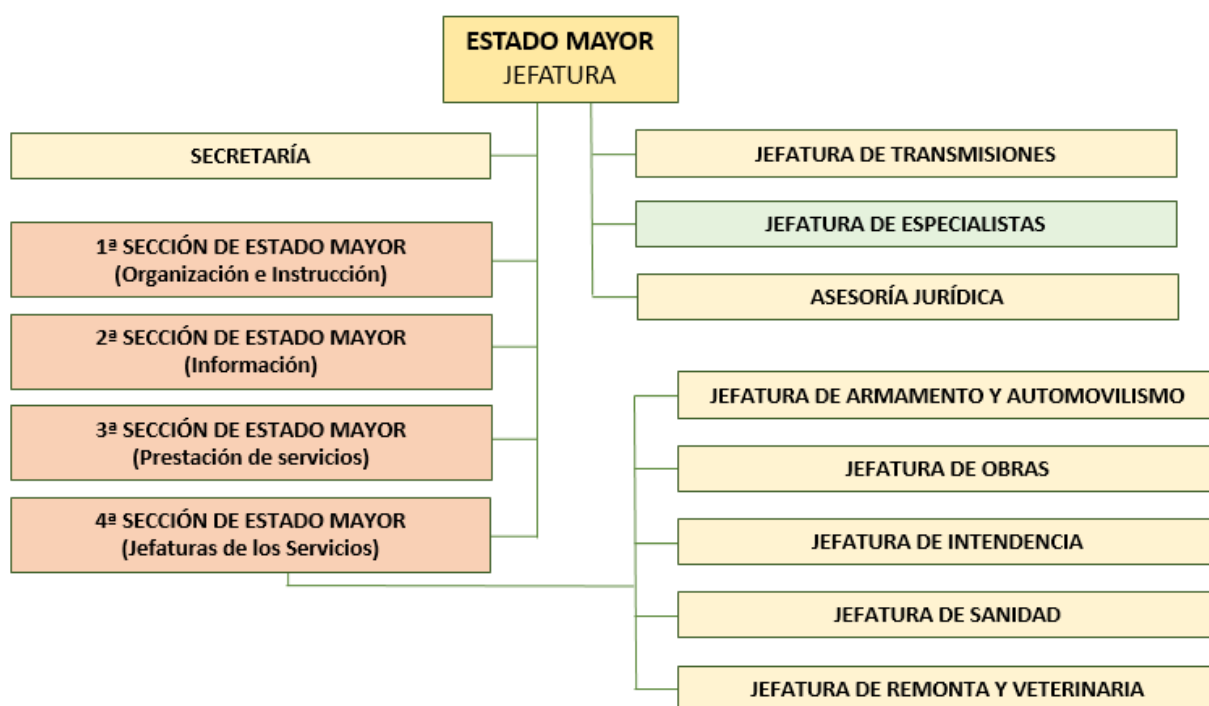 ESTADO MAYOR
JEFATURA
SECRETARÍA
1ª SECCIÓN DE ESTADO MAYOR
(Organización e Instrucción)
2ª SECCIÓN DE ESTADO MAYOR
(Información)
3ª SECCIÓN DE ESTADO MAYOR
(Prestación de servicios)
4ª SECCIÓN DE ESTADO MAYOR
(Jefaturas de los Servicios)
JEFATURA DE TRANSMISIONES
JEFATURA DE ESPECIALISTAS
ASESORÍA JURÍDICA
JEFATURA DE ARMAMENTO Y AUTOMOVILISMO
JEFATURA DE OBRAS
JEFATURA DE INTENDENCIA
JEFATURA DE SANIDAD
JEFATURA DE REMONTA Y VETERINARIA